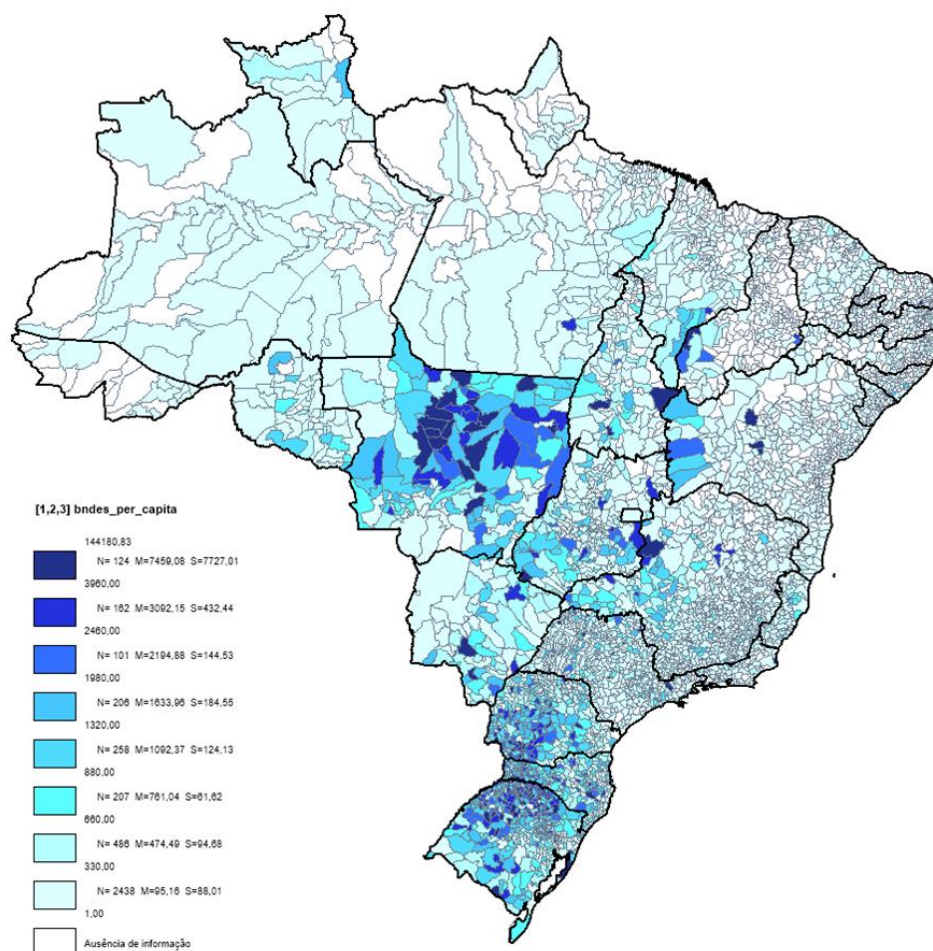 [1,2,3] bndes_per_capita
144180,83
N= 124 M=7459,08 S=7727,01
3960,00
N= 162 M=3092,15 S=432,44
2460,00
N= 101 M=2194,88 S=144,53
1980,00
N= 206 M=1633,96 S=184,55
1320,00
N= 258 M=1092,37 S=124,13
880,00
N= 207 M=761,04 S=61,62
660,00
N= 486 M=474,49 S=94,68
330,00
N= 2438 M=95,16 S=88,01
1,00
Ausência de informação